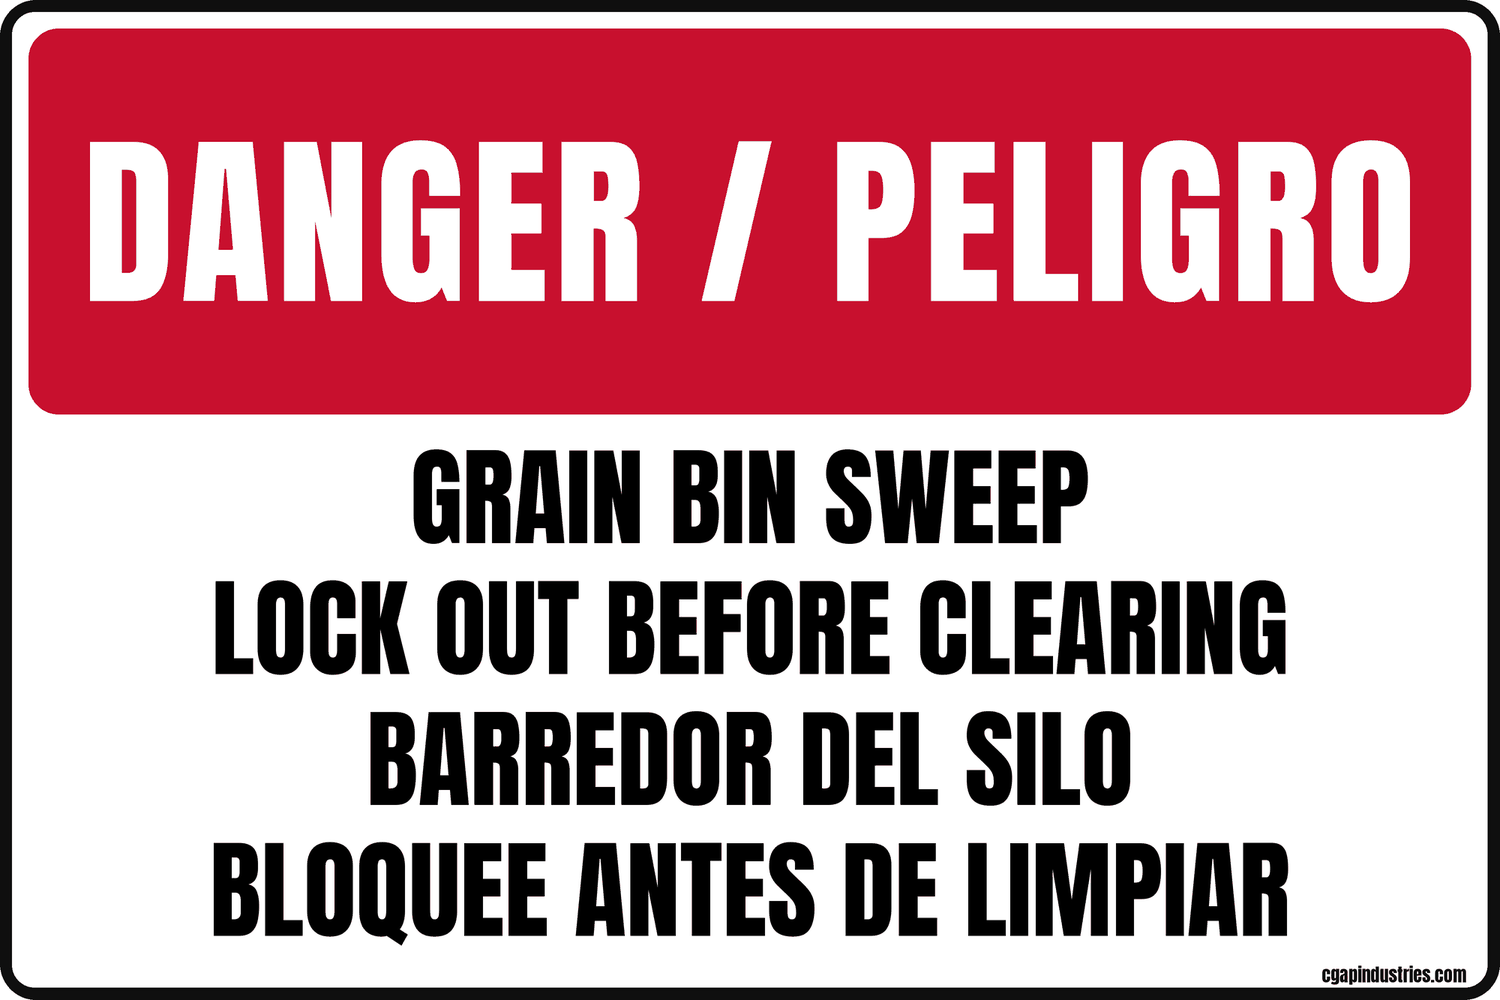 DANGER / PELIGRO
GRAIN BIN SWEEP
LOCK OUT BEFORE CLEARING
BARREDOR DEL SILO
BLOQUEE ANTES DE LIMPIAR
cgapindustries.com